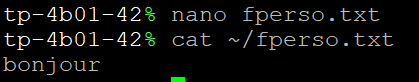 tp-4b01-42% nano fperso.txt
tp-4b01-42% cat ~/fperso.txt
bonjour